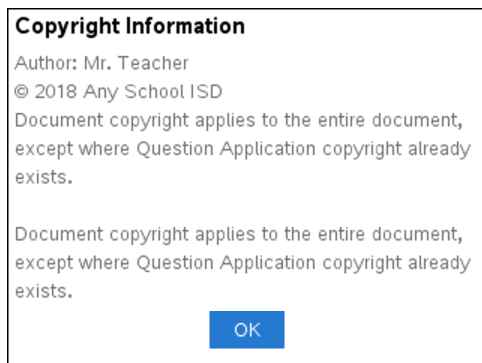 Copyright Information
Author: Mr. Teacher
© 2018 Any School ISD
Document copyright applies to the entire document,
except where Question Application copyright already
exists.
Document copyright applies to the entire document,
except where Question Application copyright already
exists.
OK